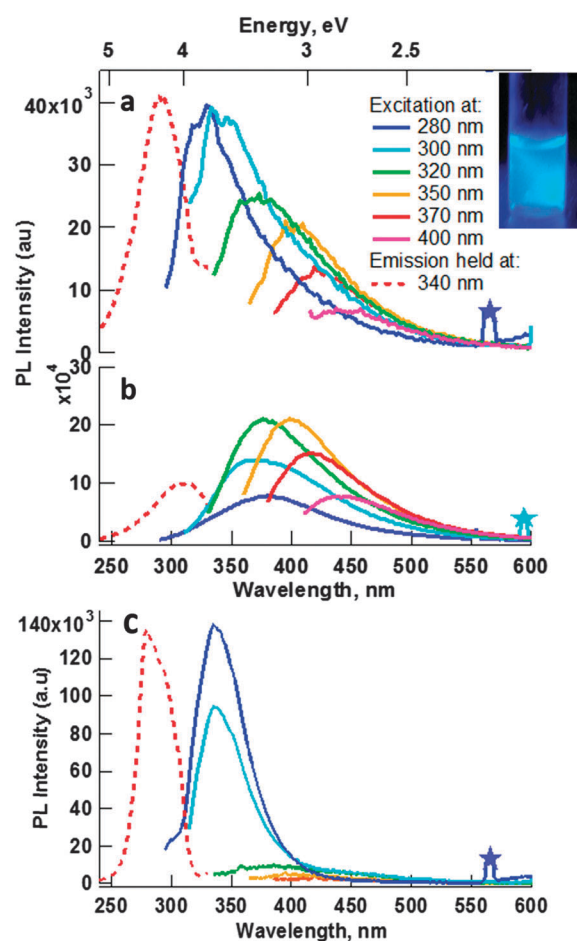 Energy, eV
5 4 3 2.5
a
40x10³
30
20
10
0
PL Intensity (au)
Excitation at:
280 nm
300 nm
320 nm
350 nm
370 nm
400 nm
Emission held at:
340 nm
b
x10⁴
30
20
10
0
250 300 350 400 450 500 550 600
Wavelength, nm
c
140x10³
120
100
80
60
40
20
0
PL Intensity (a.u)
250 300 350 400 450 500 550 600
Wavelength, nm